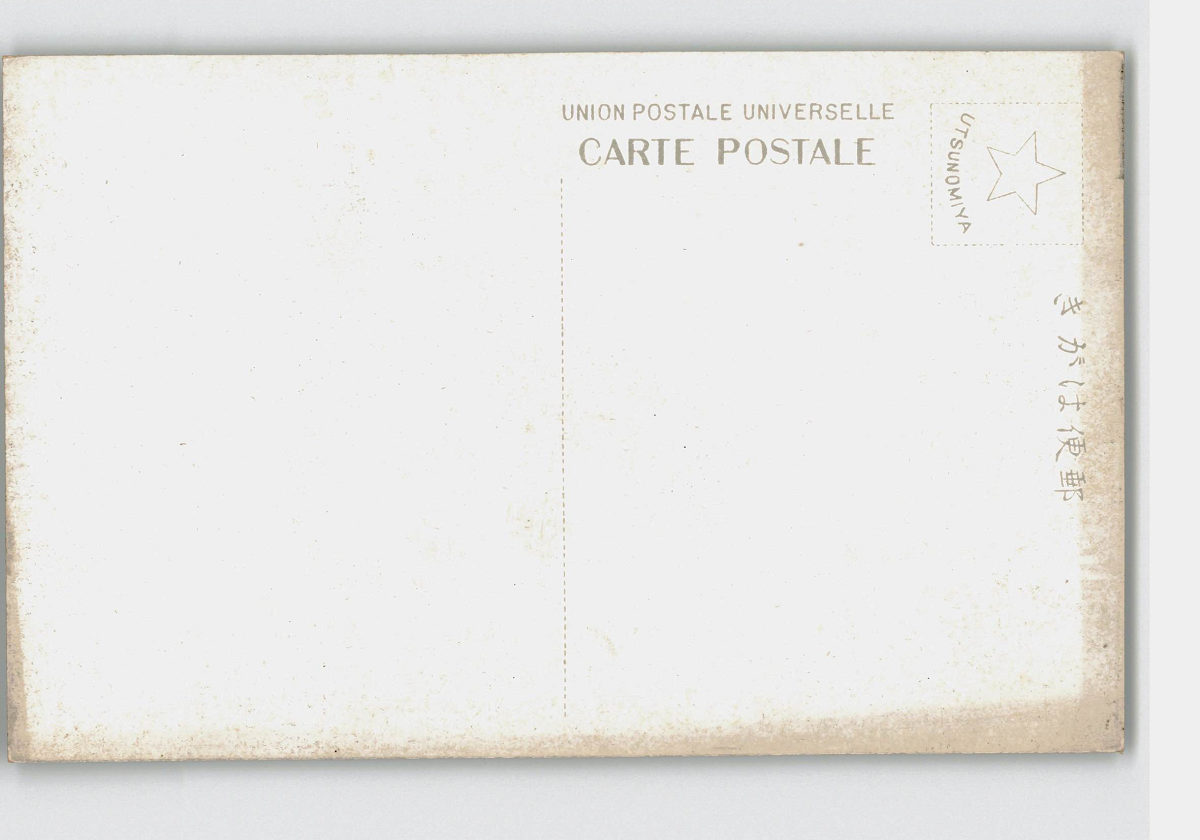 UNION POSTALE UNIVERSELLE
CARTE POSTALE
UTSUNOMIYA
きがは便郵